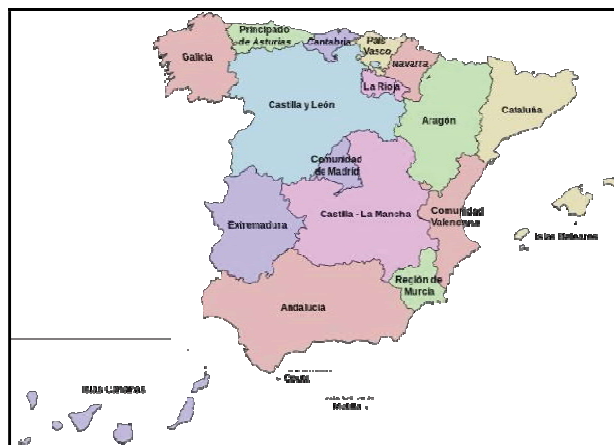 Principado
de Asturias
Cantabria
País
Vasco
Galicia
Navarra
La Rioja
Castilla y León
Cataluña
Aragón
Comunidad
de Madrid
Castilla - La Mancha
Comunidad
Valenciana
Extremadura
Islas Baleares
Región de
Murcia
Andalucía
Islas Canarias
Ceuta
Melilla